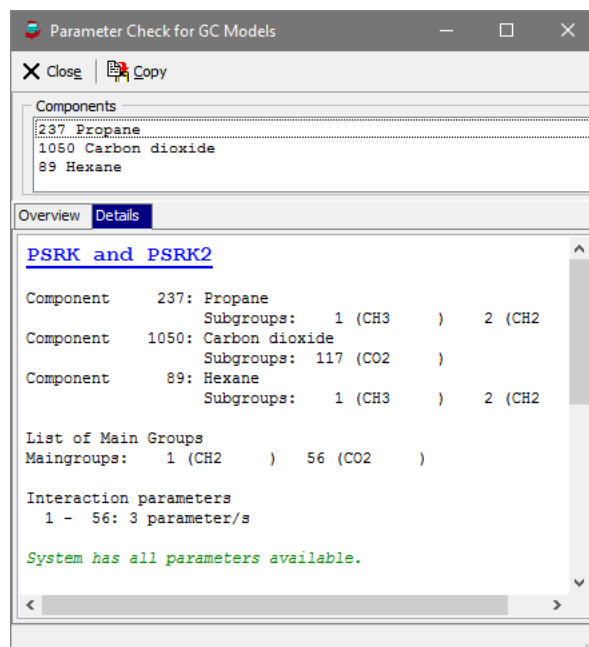 Parameter Check for GC Models
Close Copy
Components
237 Propane
1050 Carbon dioxide
89 Hexane
Overview Details
PSRK and PSRK2
Component 237: Propane
Subgroups: 1 (CH3 ) 2 (CH2
Component 1050: Carbon dioxide
Subgroups: 117 (CO2 )
Component 89: Hexane
Subgroups: 1 (CH3 ) 2 (CH2
List of Main Groups
Maingroups: 1 (CH2 ) 56 (CO2 )
Interaction parameters
1 - 56: 3 parameter/s
System has all parameters available.